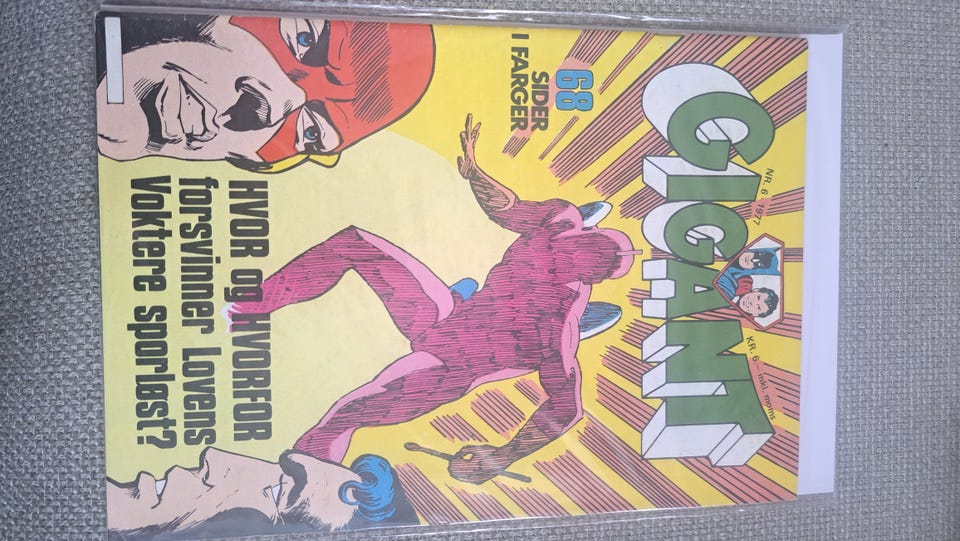 NR. 6 1977
KR. 6.- Inkl. moms
GIGANT
68
SIDER
I FARGER
HVOR og HVORFOR
forsvinner Lovens
Voktere sporløst?